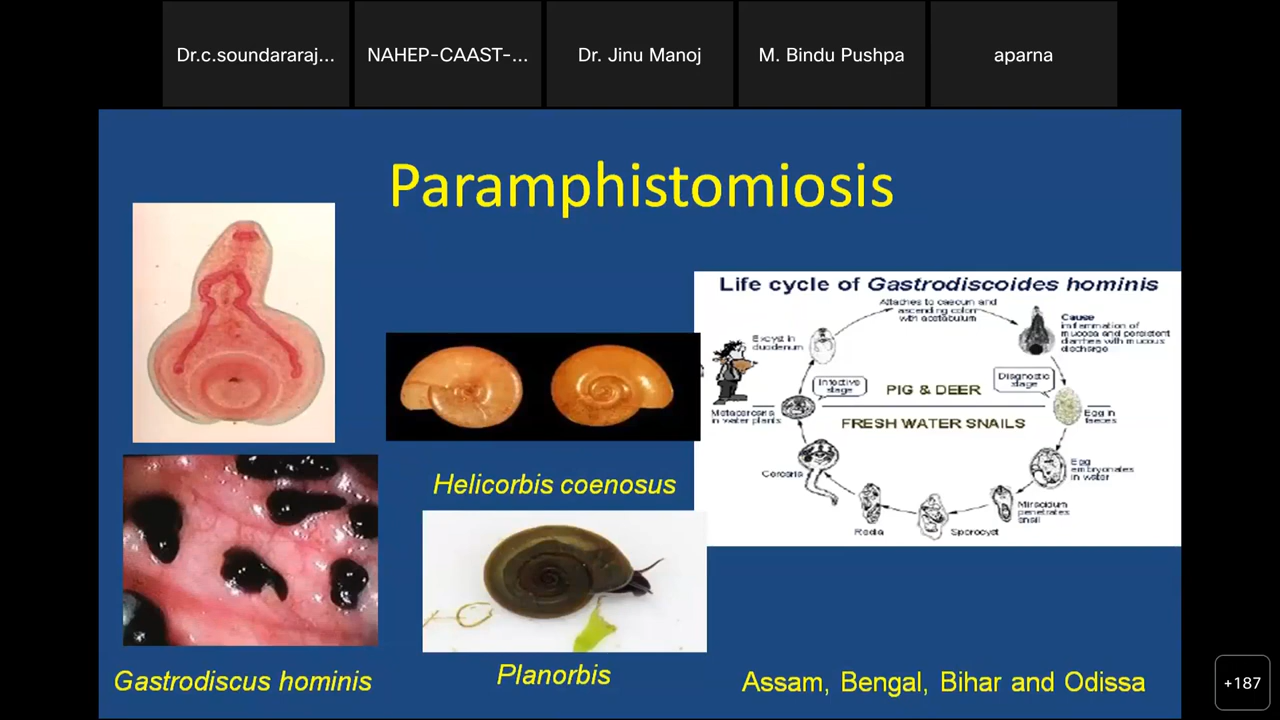 Dr.c.soundararaj...
NAHEP-CAAST-...
Dr. Jinu Manoj
M. Bindu Pushpa
aparna
Paramphistomiosis
Life cycle of Gastrodiscoides hominis
Attaches to caecum and
ascending colon
with acetabulum
Cause
inflammation of
mucosa and persistent
diarrhea with mucous
discharge
Excyst in
duodenum
Infective
stage
Diagnostic
stage
PIG & DEER
Metacercaria
in water plants
Egg in
faeces
FRESH WATER SNAILS
Cercaria
Egg
embryonates
in water
Miracidium
penetrates
snail
Redia
Sporocyst
Helicorbis coenosus
Gastrodiscus hominis
Planorbis
Assam, Bengal, Bihar and Odissa
+187